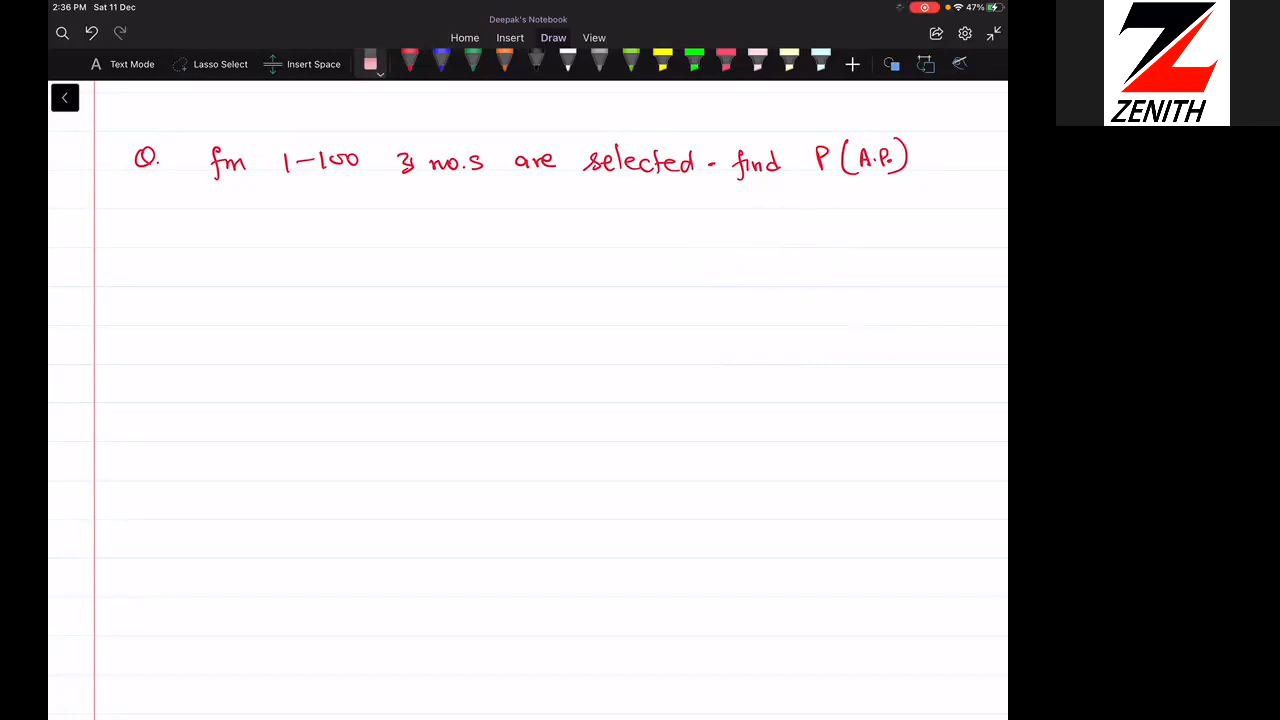 2:36 PM Sat 11 Dec
47%
Deepak's Notebook
Home Insert Draw View
A Text Mode Lasso Select Insert Space
ZENITH
Q. fm 1-100 3 no.s are selected. find P(A.P.)